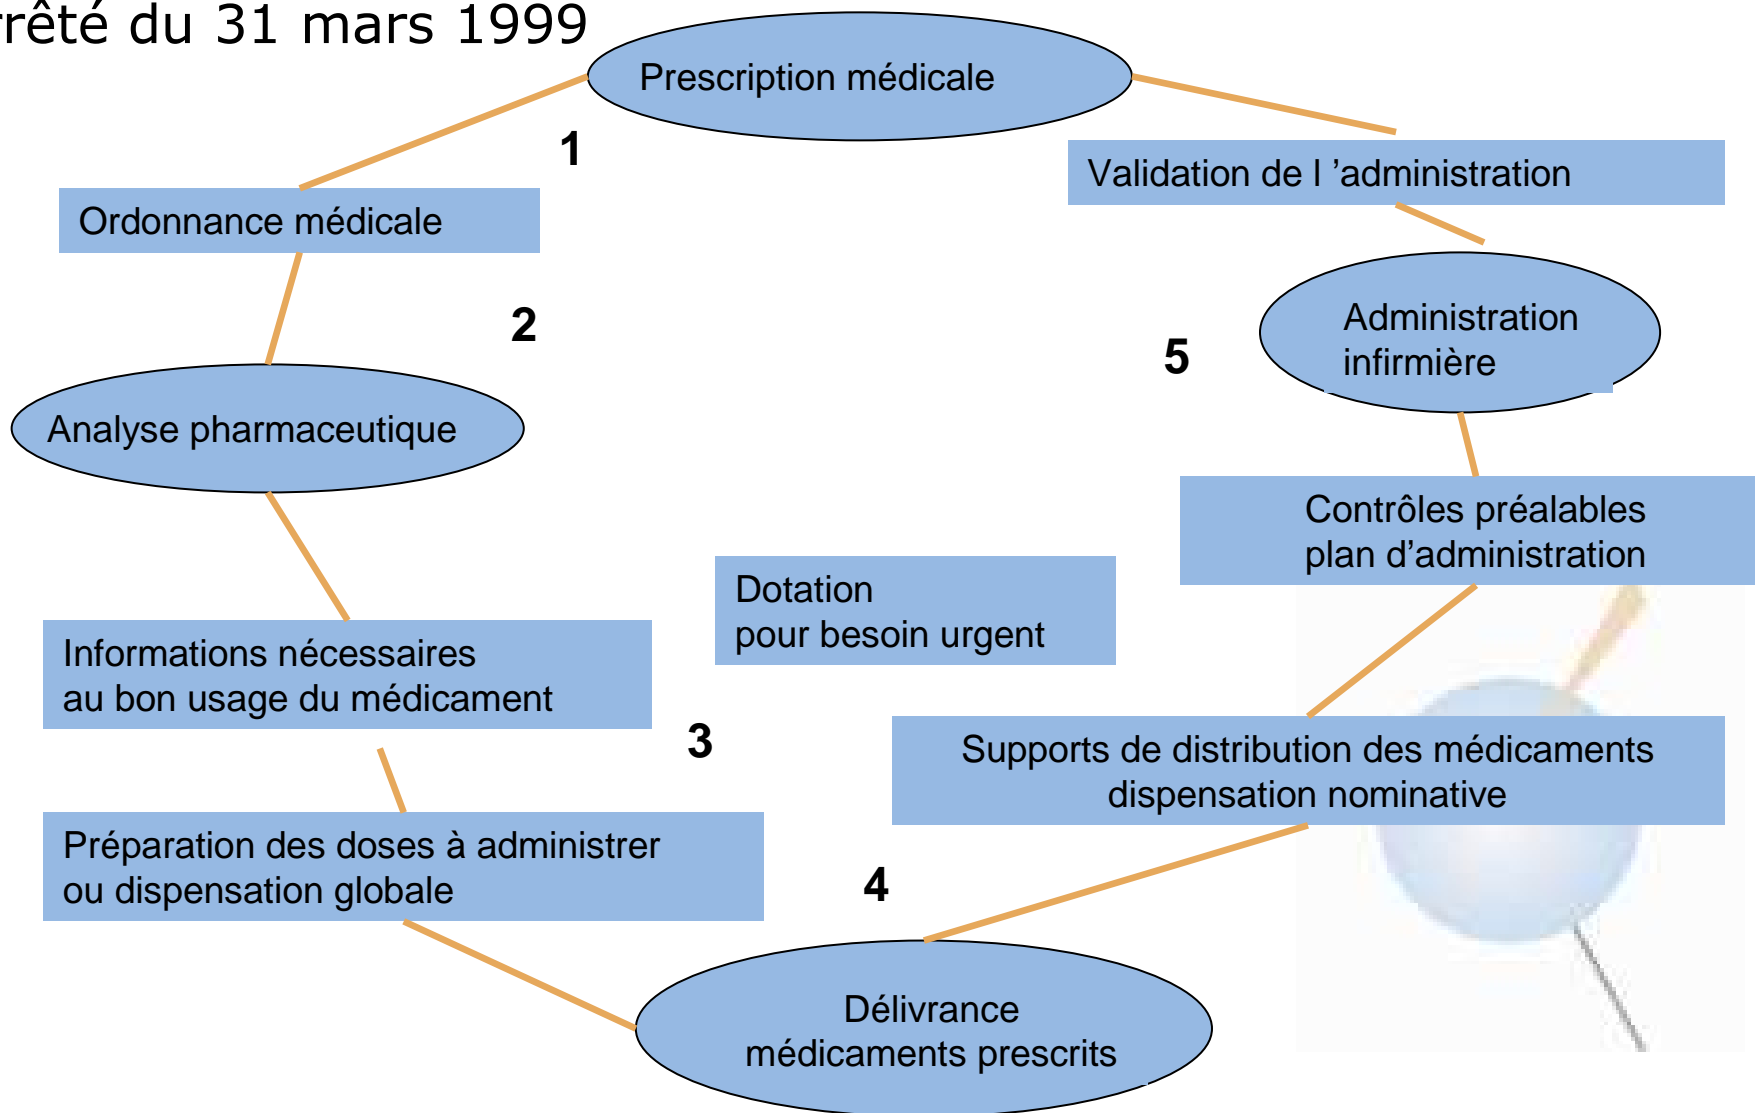 rrêté du 31 mars 1999
Prescription médicale
1
Ordonnance médicale
2
Analyse pharmaceutique
Informations nécessaires
au bon usage du médicament
3
Préparation des doses à administrer
ou dispensation globale
4
Délivrance
médicaments prescrits
Dotation
pour besoin urgent
Supports de distribution des médicaments
dispensation nominative
Contrôles préalables
plan d'administration
5
Administration
infirmière
Validation de l 'administration